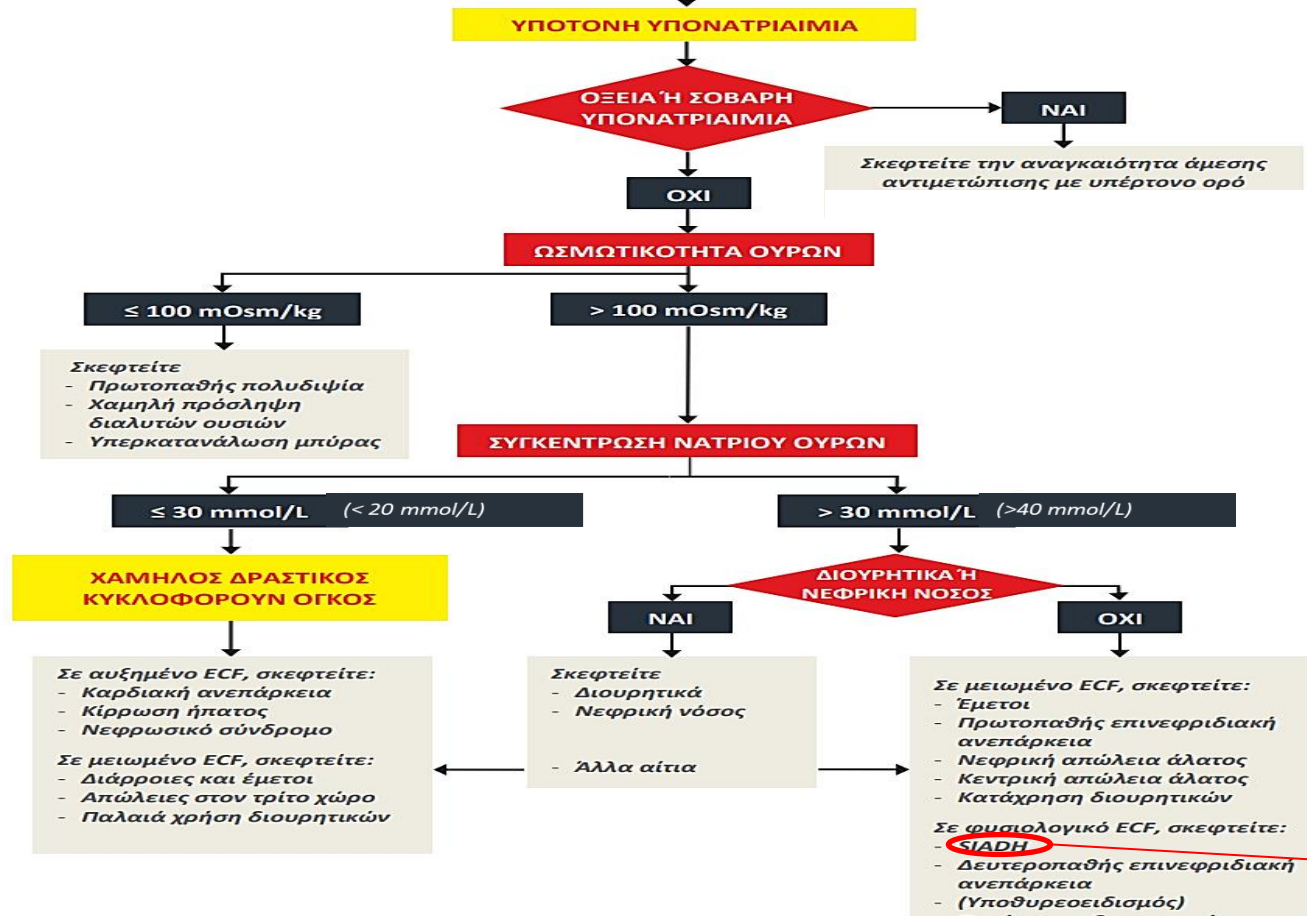 ΥΠΟΤΟΝΗ ΥΠΟΝΑΤΡΙΑΙΜΙΑ
ΟΞΕΙΑ Ή ΣΟΒΑΡΗ
ΥΠΟΝΑΤΡΙΑΙΜΙΑ
ΝΑΙ
Σκεφτείτε την αναγκαιότητα άμεσης
αντιμετώπισης με υπέρτονο ορό
ΟΧΙ
ΩΣΜΩΤΙΚΟΤΗΤΑ ΟΥΡΩΝ
≤ 100 mOsm/kg
> 100 mOsm/kg
Σκεφτείτε
- Πρωτοπαθής πολυδιψία
- Χαμηλή πρόσληψη
διαλυτών ουσιών
- Υπερκατανάλωση μπύρας
ΣΥΓΚΕΝΤΡΩΣΗ ΝΑΤΡΙΟΥ ΟΥΡΩΝ
≤ 30 mmol/L (< 20 mmol/L)
> 30 mmol/L (>40 mmol/L)
ΧΑΜΗΛΟΣ ΔΡΑΣΤΙΚΟΣ
ΚΥΚΛΟΦΟΡΟΥΝ ΟΓΚΟΣ
ΔΙΟΥΡΗΤΙΚΑ Ή
ΝΕΦΡΙΚΗ ΝΟΣΟΣ
ΝΑΙ
ΟΧΙ
Σε αυξημένο ECF, σκεφτείτε:
- Καρδιακή ανεπάρκεια
- Κίρρωση ήπατος
- Νεφρωσικό σύνδρομο
Σε μειωμένο ECF, σκεφτείτε:
- Διάρροιες και έμετοι
- Απώλειες στον τρίτο χώρο
- Παλαιά χρήση διουρητικών
Σκεφτείτε
- Διουρητικά
- Νεφρική νόσος
- Άλλα αίτια
Σε μειωμένο ECF, σκεφτείτε:
- Έμετοι
- Πρωτοπαθής επινεφριδιακή
ανεπάρκεια
- Νεφρική απώλεια άλατος
- Κεντρική απώλεια άλατος
- Κατάχρηση διουρητικών
Σε φυσιολογικό ECF, σκεφτείτε:
- SIADH
- Δευτεροπαθής επινεφριδιακή
ανεπάρκεια
- (Υποθυρεοειδισμός)